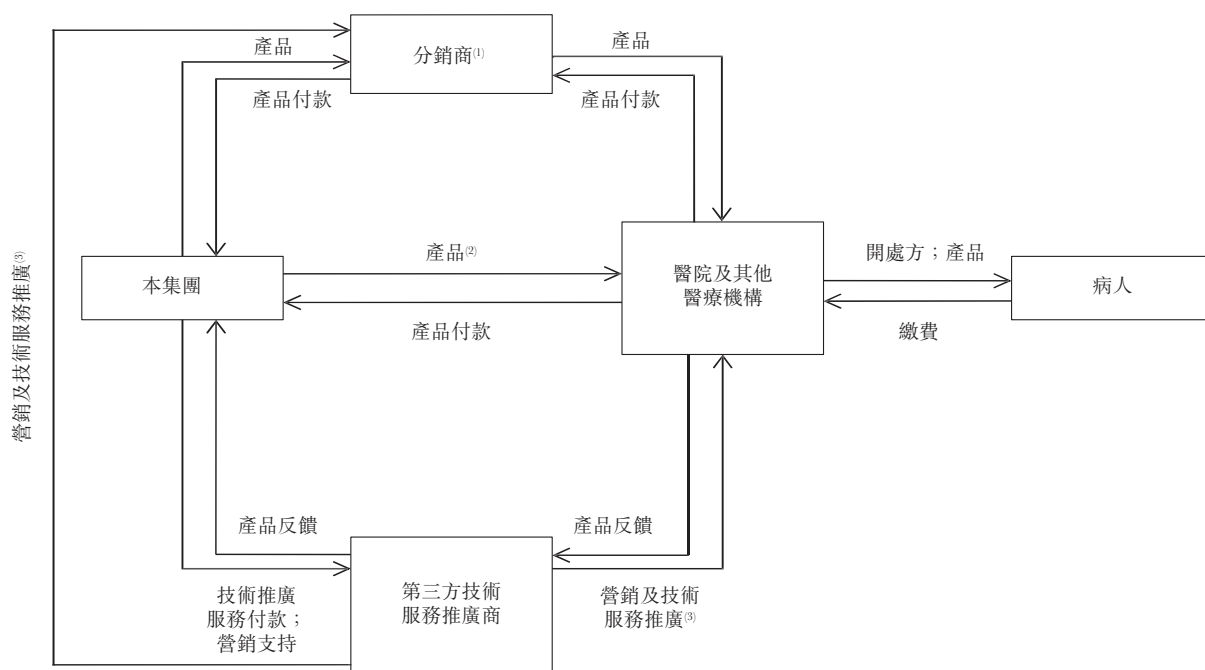 產品
分銷商(1)
產品
產品付款
產品付款
營銷及技術服務推廣(3)
本集團
產品(2)
產品付款
醫院及其他
醫療機構
開處方；產品
繳費
病人
產品反饋
產品反饋
技術推廣
服務付款；
營銷支持
第三方技術
服務推廣商
營銷及技術
服務推廣(3)